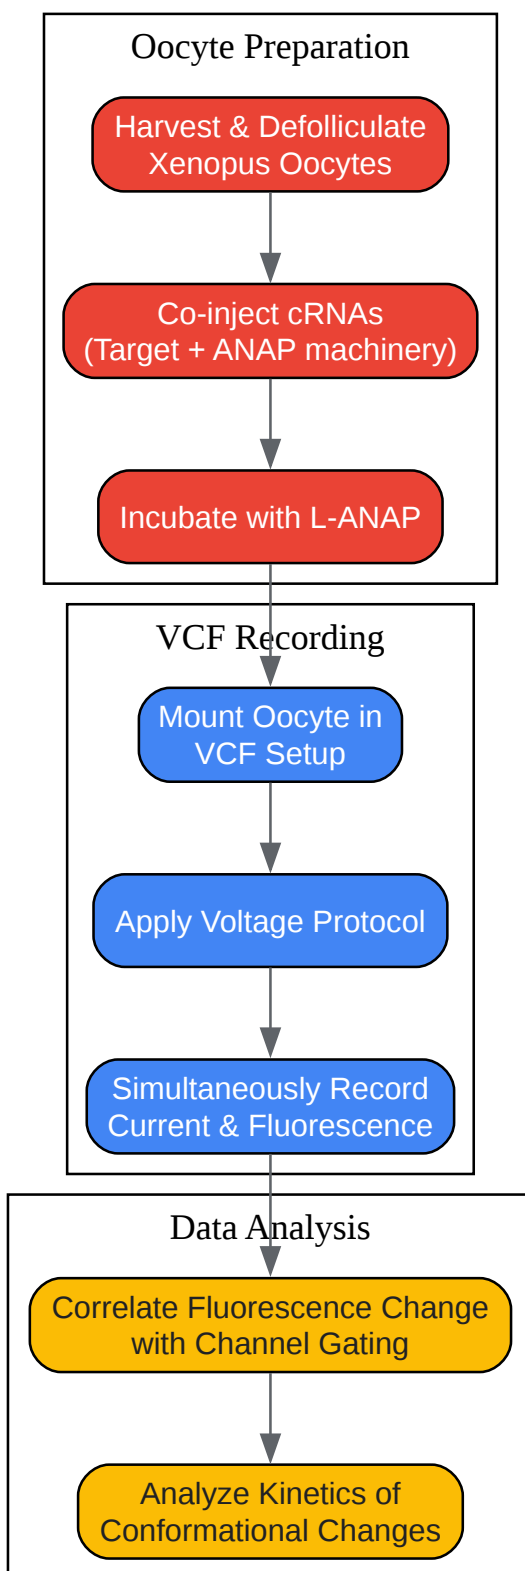 Oocyte Preparation
Harvest & Defolliculate
Xenopus Oocytes
Co-inject cRNAs
(Target + ANAP machinery)
Incubate with L-ANAP
VCF Recording
Mount Oocyte in
VCF Setup
Apply Voltage Protocol
Simultaneously Record
Current & Fluorescence
Data Analysis
Correlate Fluorescence Change
with Channel Gating
Analyze Kinetics of
Conformational Changes